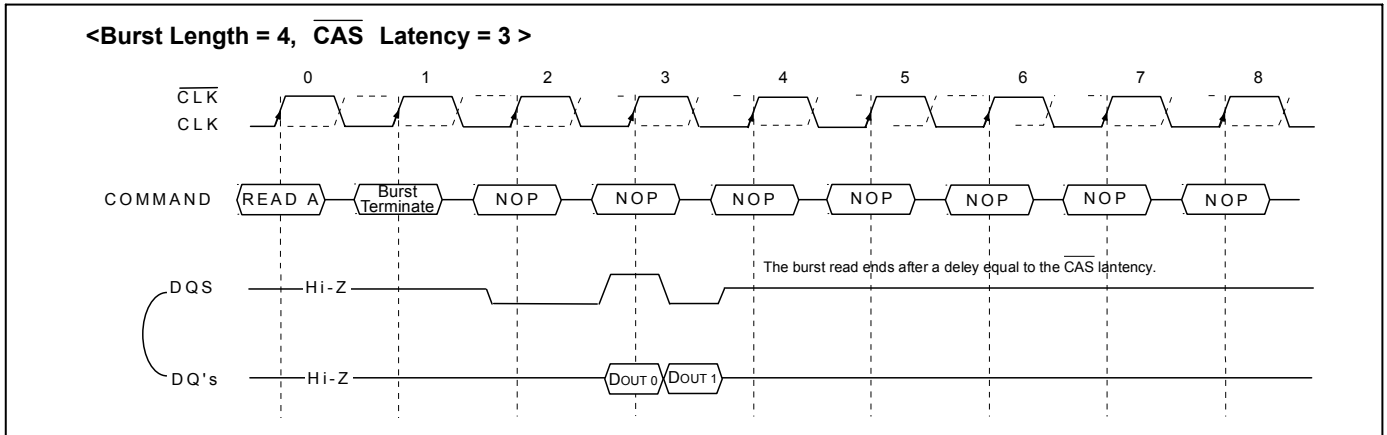 <Burst Length = 4, CAS Latency = 3 >
0 1 2 3 4 5 6 7 8
CLK
CLK
COMMAND READ A Burst Terminate NOP NOP NOP NOP NOP NOP NOP
The burst read ends after a deley equal to the CAS lantency.
DQS Hi-Z
DQ's Hi-Z DOUT 0 DOUT 1